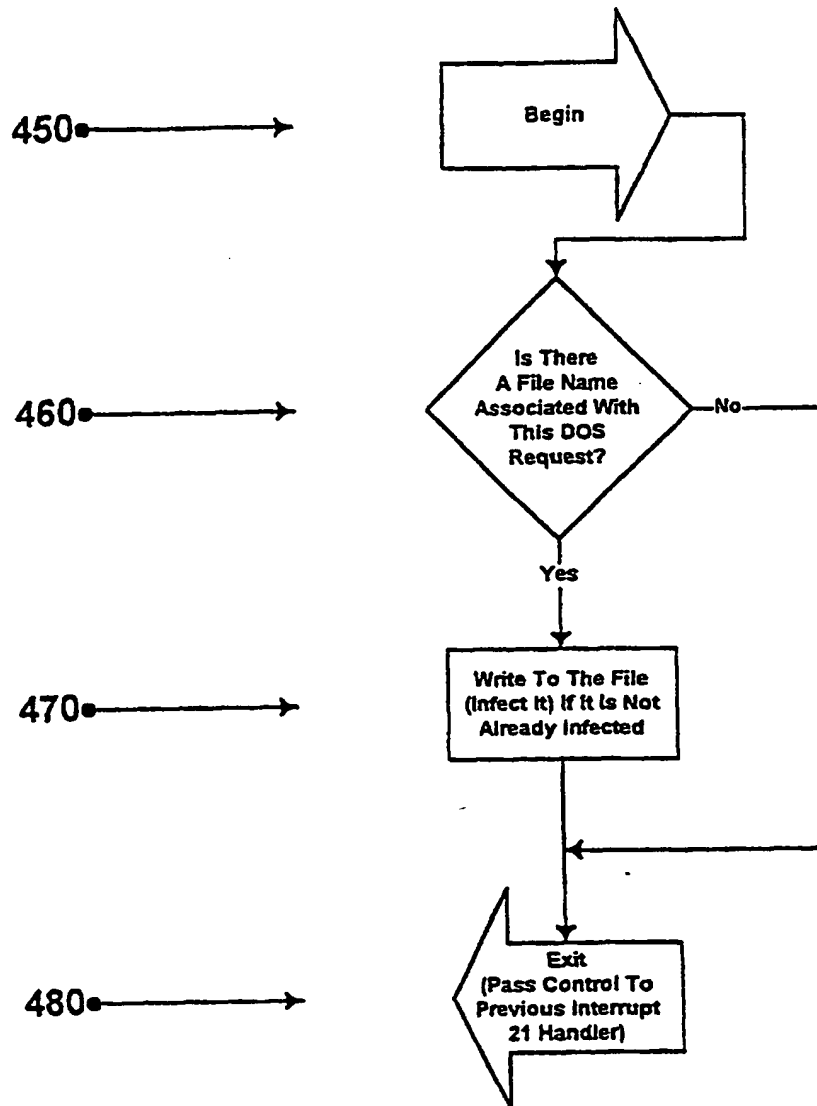 450
Begin
460
Is There
A File Name
Associated With
This DOS
Request?
No
Yes
470
Write To The File
(Infect It) If It Is Not
Already Infected
480
Exit
(Pass Control To
Previous Interrupt
21 Handler)